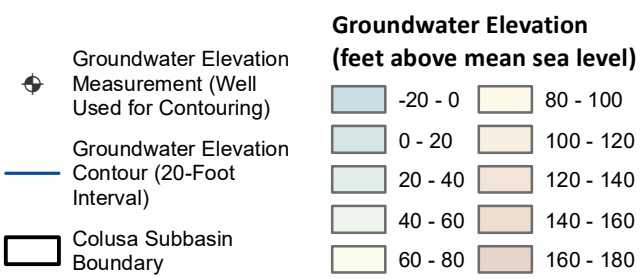 Groundwater Elevation
Measurement (Well
Used for Contouring)
Groundwater Elevation
Contour (20-Foot
Interval)
Colusa Subbasin
Boundary
Groundwater Elevation
(feet above mean sea level)
-20 - 0
0 - 20
20 - 40
40 - 60
60 - 80
80 - 100
100 - 120
120 - 140
140 - 160
160 - 180